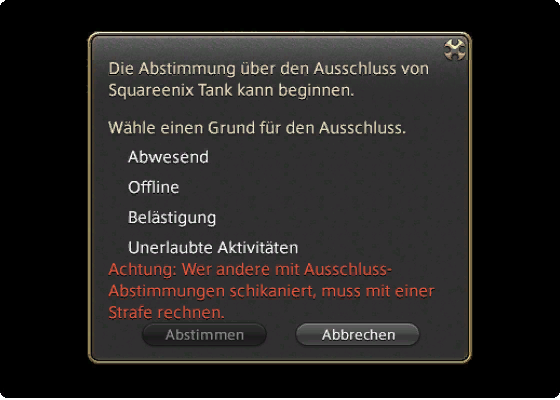 Die Abstimmung über den Ausschluss von
Squareenix Tank kann beginnen.
Wähle einen Grund für den Ausschluss.
Abwesend
Offline
Belästigung
Unerlaubte Aktivitäten
Achtung: Wer andere mit Ausschluss-
Abstimmungen schikaniert, muss mit einer
Strafe rechnen.
Abstimmen
Abbrechen